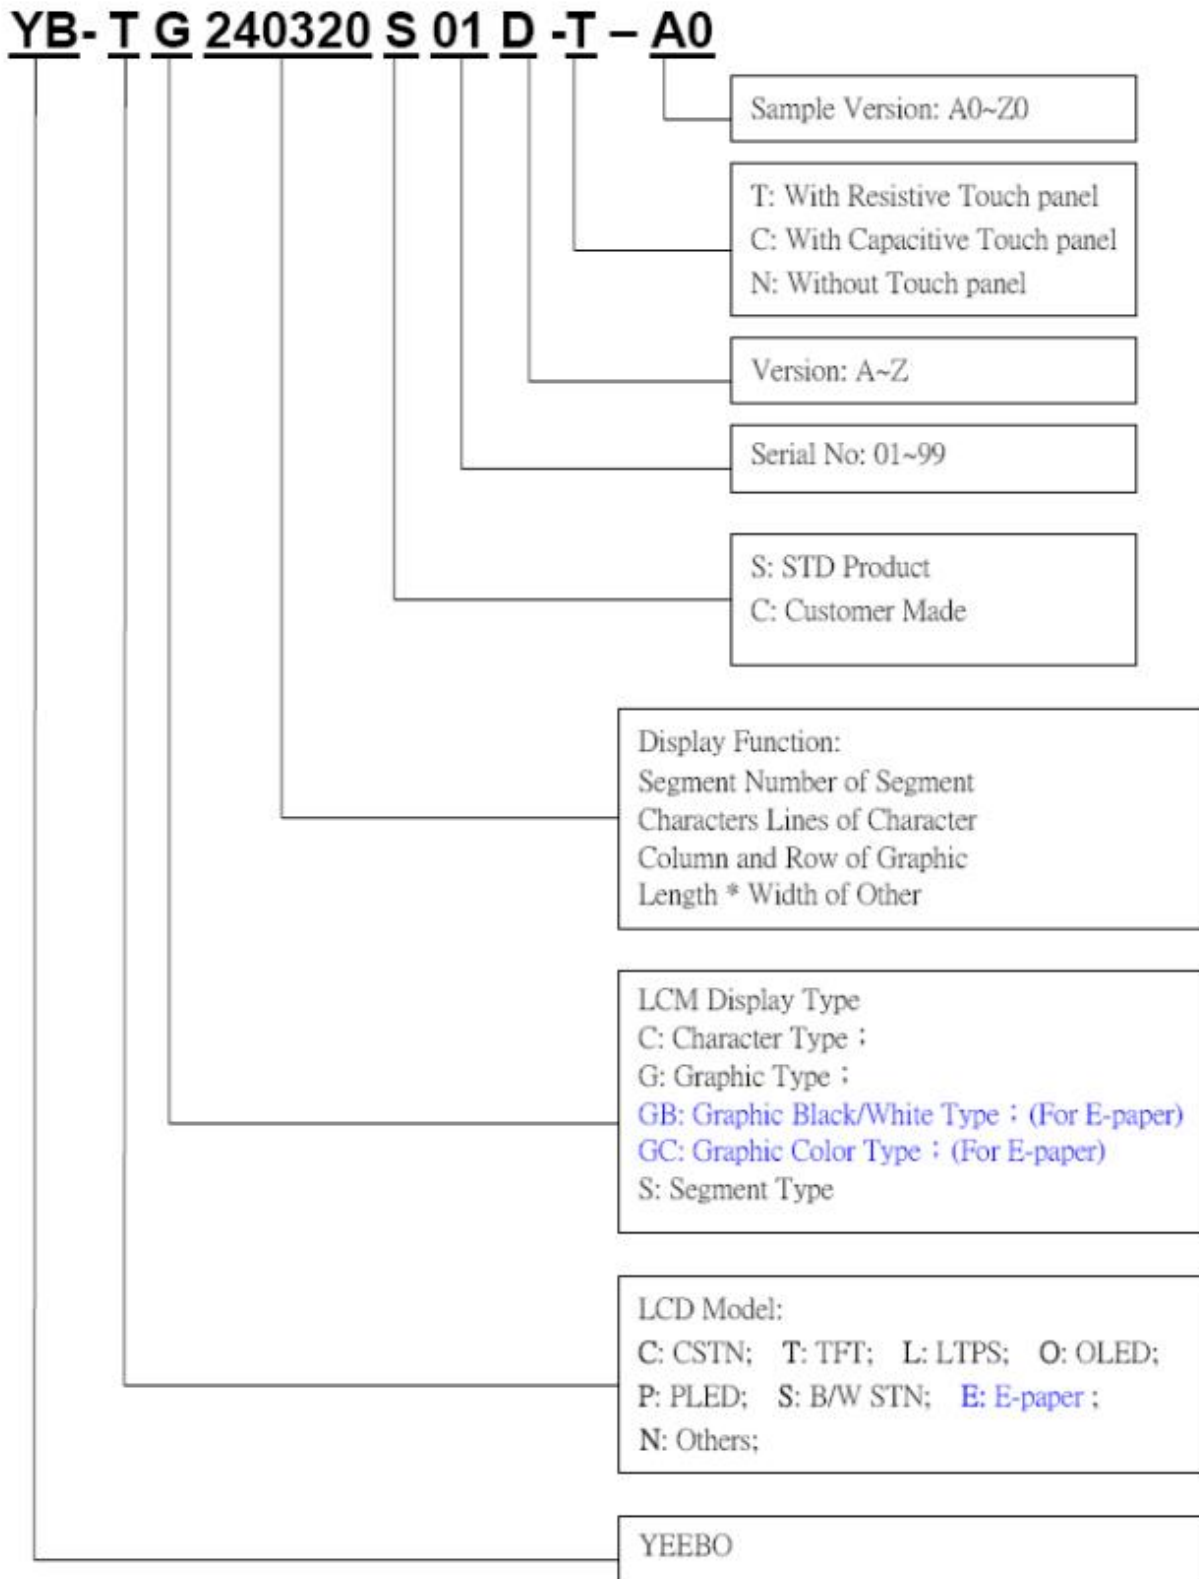 YB- T G 240320 S 01 D -T – A0
Sample Version: A0~Z0
T: With Resistive Touch panel
C: With Capacitive Touch panel
N: Without Touch panel
Version: A~Z
Serial No: 01~99
S: STD Product
C: Customer Made
Display Function:
Segment Number of Segment
Characters Lines of Character
Column and Row of Graphic
Length * Width of Other
LCM Display Type
C: Character Type；
G: Graphic Type；
GB: Graphic Black/White Type；(For E-paper)
GC: Graphic Color Type；(For E-paper)
S: Segment Type
LCD Model:
C: CSTN; T: TFT; L: LTPS; O: OLED;
P: PLED; S: B/W STN; E: E-paper ;
N: Others;
YEEBO